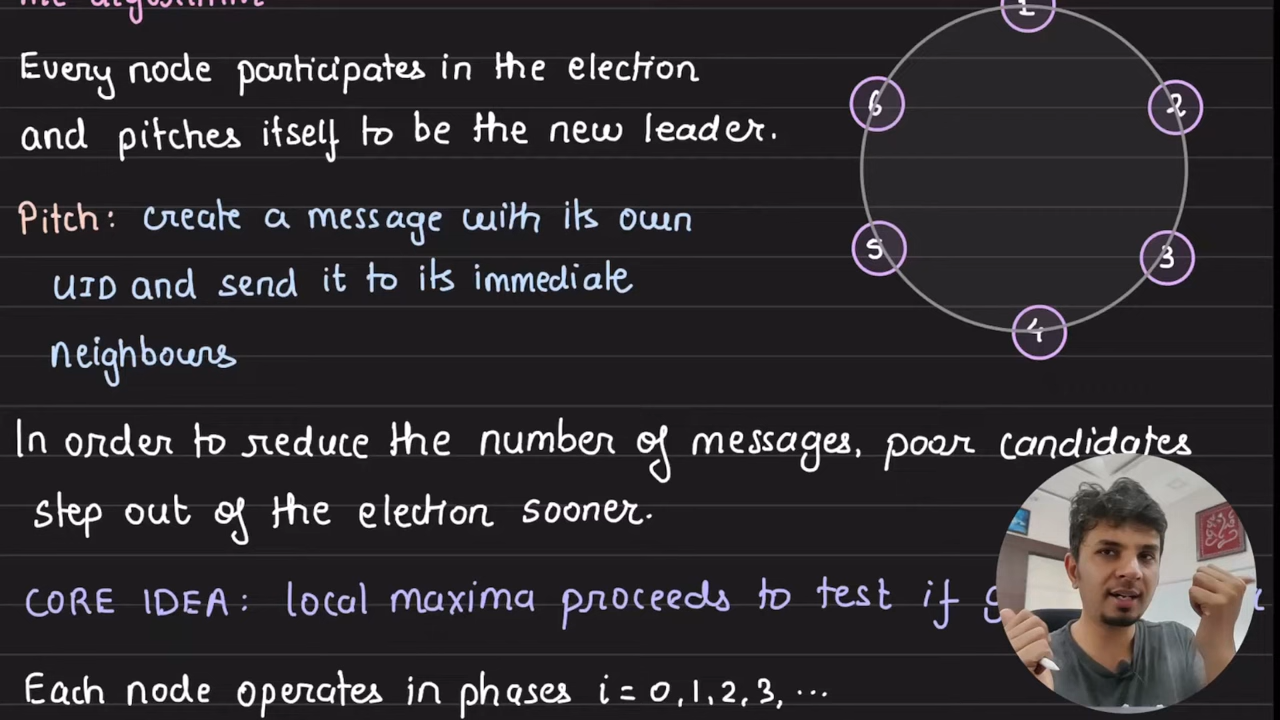 The algorithm
Every node participates in the election
and pitches itself to be the new leader.
Pitch: create a message with its own
UID and send it to its immediate
neighbours
In order to reduce the number of messages, poor candidates
step out of the election sooner.
CORE IDEA: local maxima proceeds to test if
Each node operates in phases i = 0, 1, 2, 3, ...
1
6
2
5
3
4